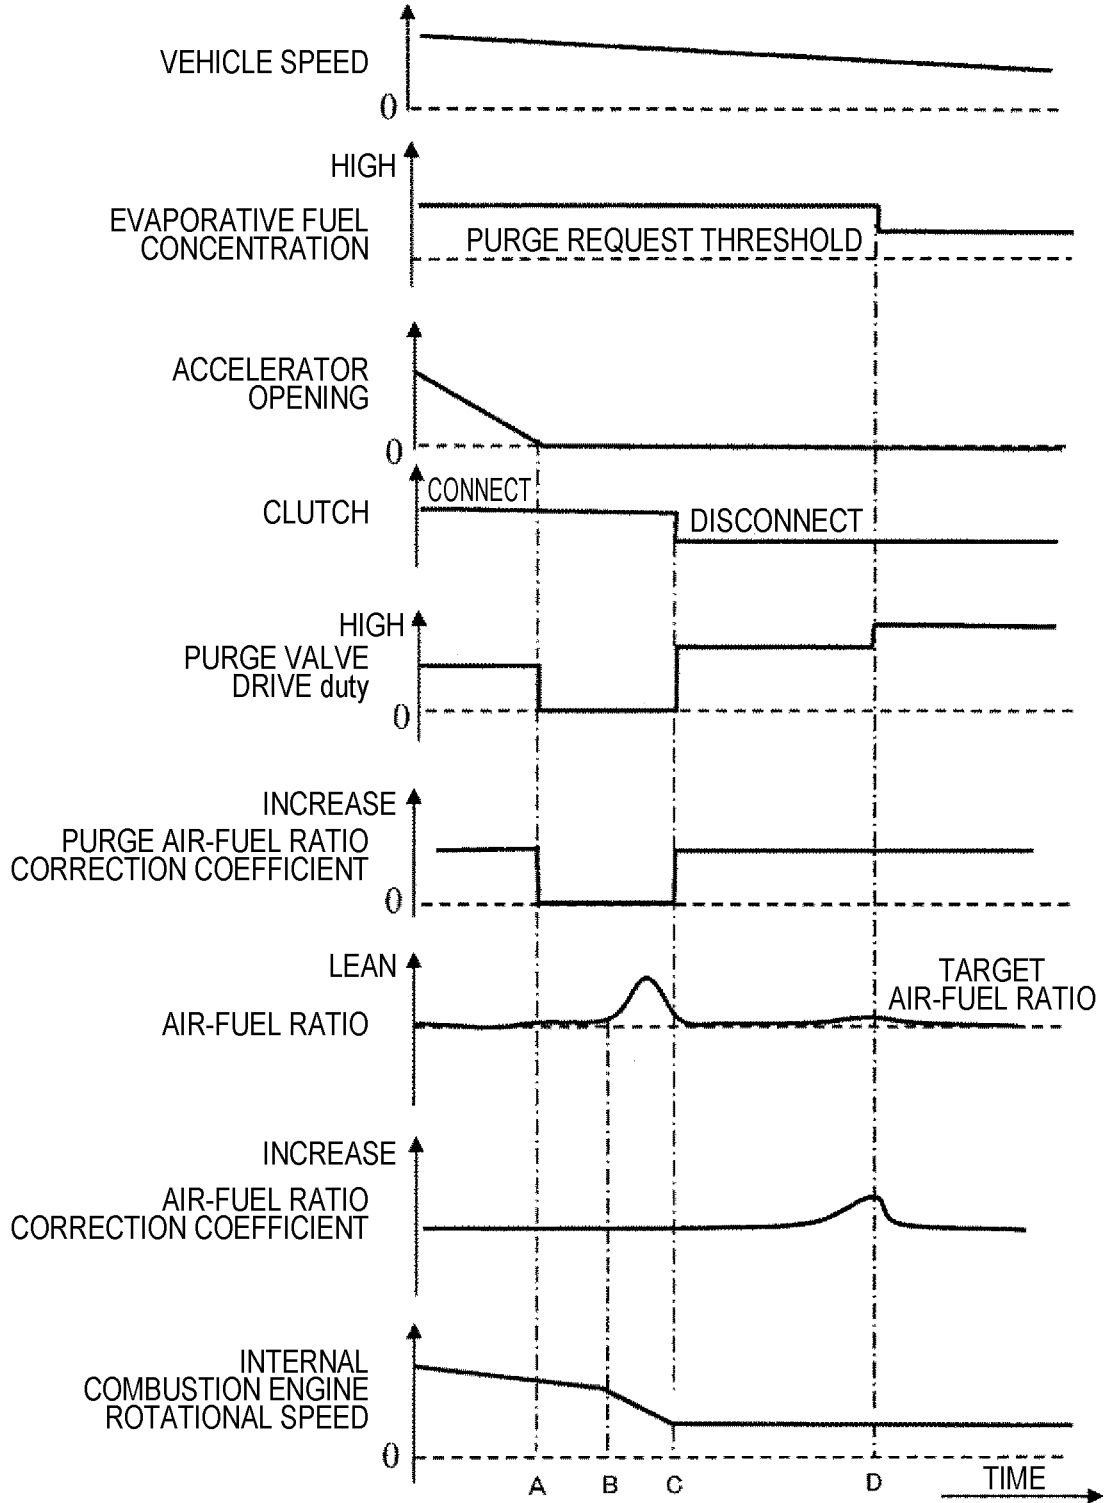 VEHICLE SPEED
0
HIGH
EVAPORATIVE FUEL
CONCENTRATION
PURGE REQUEST THRESHOLD
ACCELERATOR
OPENING
0
CONNECT
CLUTCH
DISCONNECT
HIGH
PURGE VALVE
DRIVE duty
0
INCREASE
PURGE AIR-FUEL RATIO
CORRECTION COEFFICIENT
0
LEAN
TARGET
AIR-FUEL RATIO
AIR-FUEL RATIO
INCREASE
AIR-FUEL RATIO
CORRECTION COEFFICIENT
INTERNAL
COMBUSTION ENGINE
ROTATIONAL SPEED
0
A B C D TIME